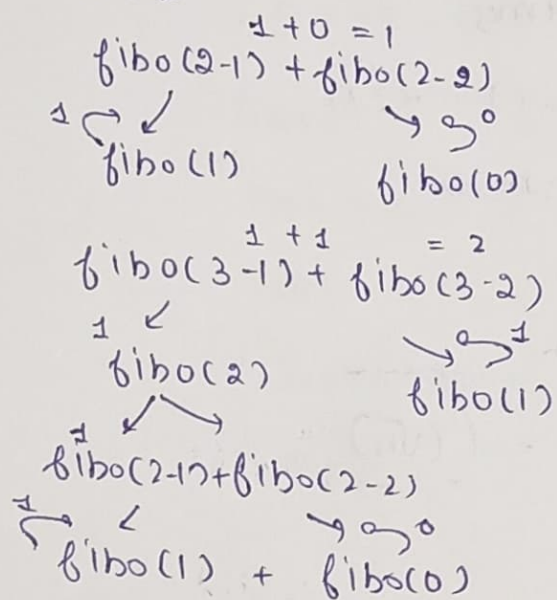 1 + 0 = 1
fibo(2-1) + fibo(2-2)
1 0
fibo(1) fibo(0)
1 + 1 = 2
fibo(3-1) + fibo(3-2)
1 1
fibo(2) fibo(1)
1
fibo(2-1)+fibo(2-2)
1 0
fibo(1) + fibo(0)